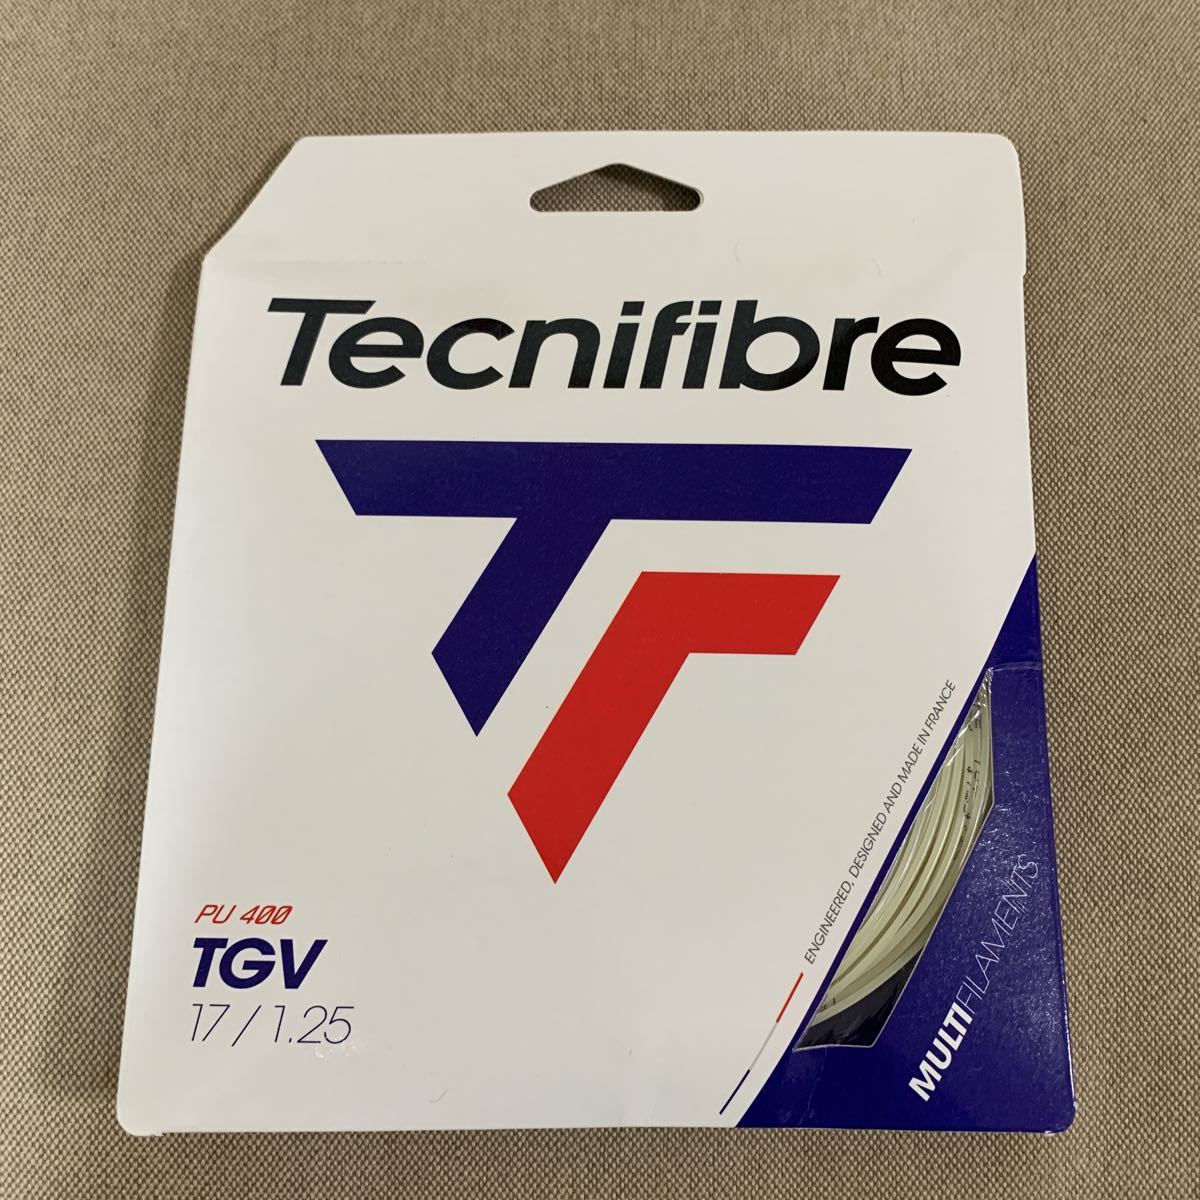 Tecnifibre
ENGINEERED, DESIGNED AND MADE IN FRANCE
PU 400
TGV
17/1.25
MULTIFILAMENTS